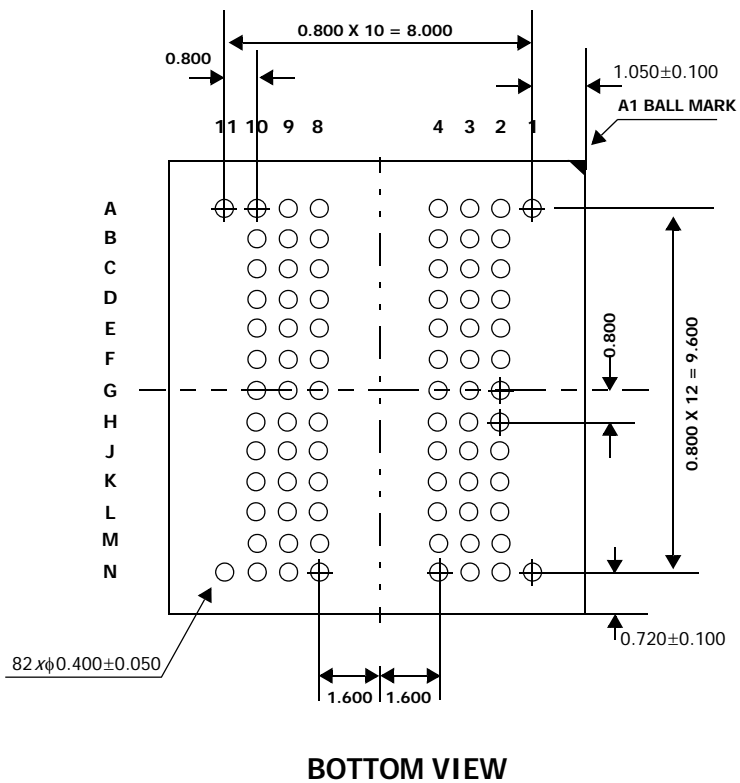 0.800 X 10 = 8.000
0.800
1.050±0.100
A1 BALL MARK
11 10 9 8 4 3 2 1
A
B
C
D
E
F
G
H
J
K
L
M
N
0.800
0.800 X 12 = 9.600
82 xϕ0.400±0.050
0.720±0.100
1.600 1.600
BOTTOM VIEW